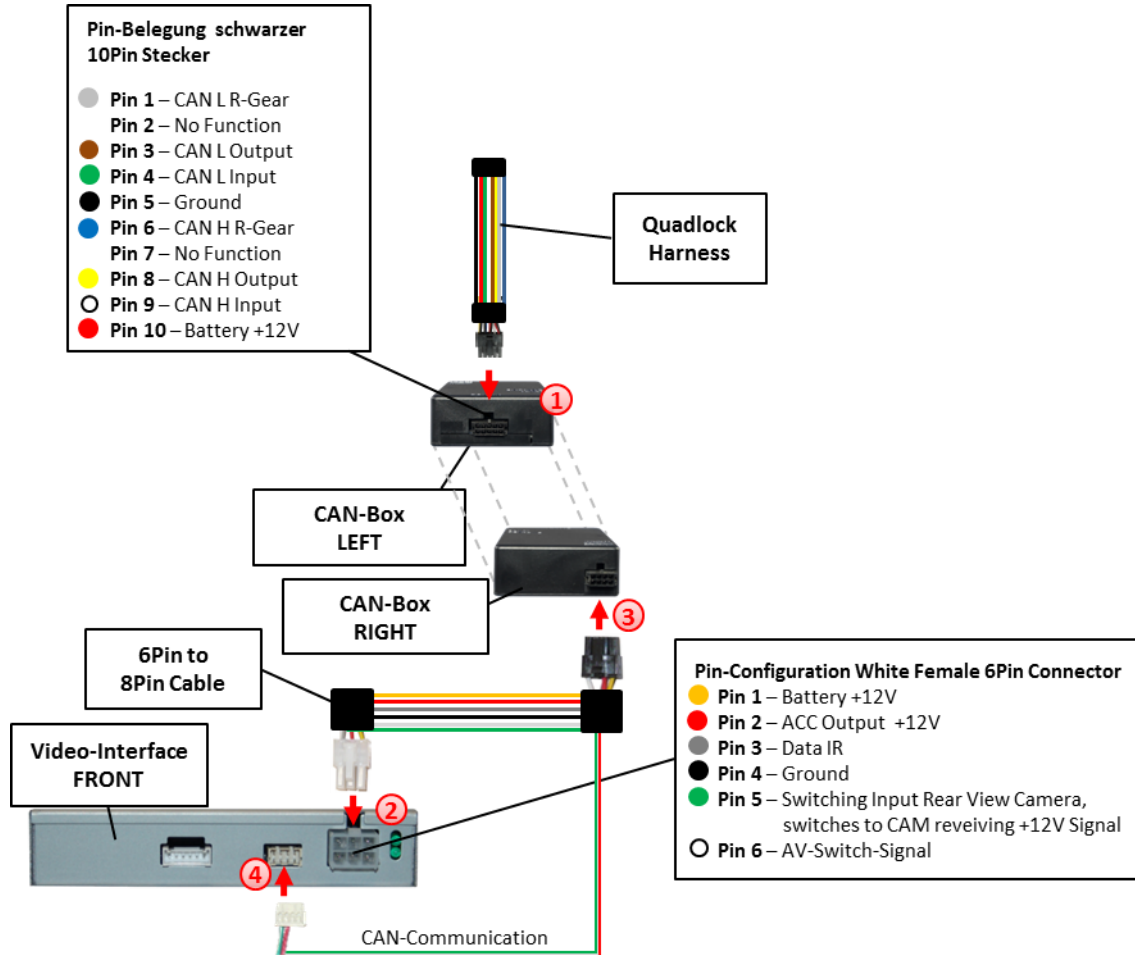 Pin-Belegung schwarzer
10Pin Stecker
Pin 1 – CAN L R-Gear
Pin 2 – No Function
Pin 3 – CAN L Output
Pin 4 – CAN L Input
Pin 5 – Ground
Pin 6 – CAN H R-Gear
Pin 7 – No Function
Pin 8 – CAN H Output
Pin 9 – CAN H Input
Pin 10 – Battery +12V
Quadlock
Harness
1
CAN-Box
LEFT
CAN-Box
RIGHT
3
6Pin to
8Pin Cable
Video-Interface
FRONT
2
Pin-Configuration White Female 6Pin Connector
Pin 1 – Battery +12V
Pin 2 – ACC Output +12V
Pin 3 – Data IR
Pin 4 – Ground
Pin 5 – Switching Input Rear View Camera,
switches to CAM reveiving +12V Signal
Pin 6 – AV-Switch-Signal
4
CAN-Communication